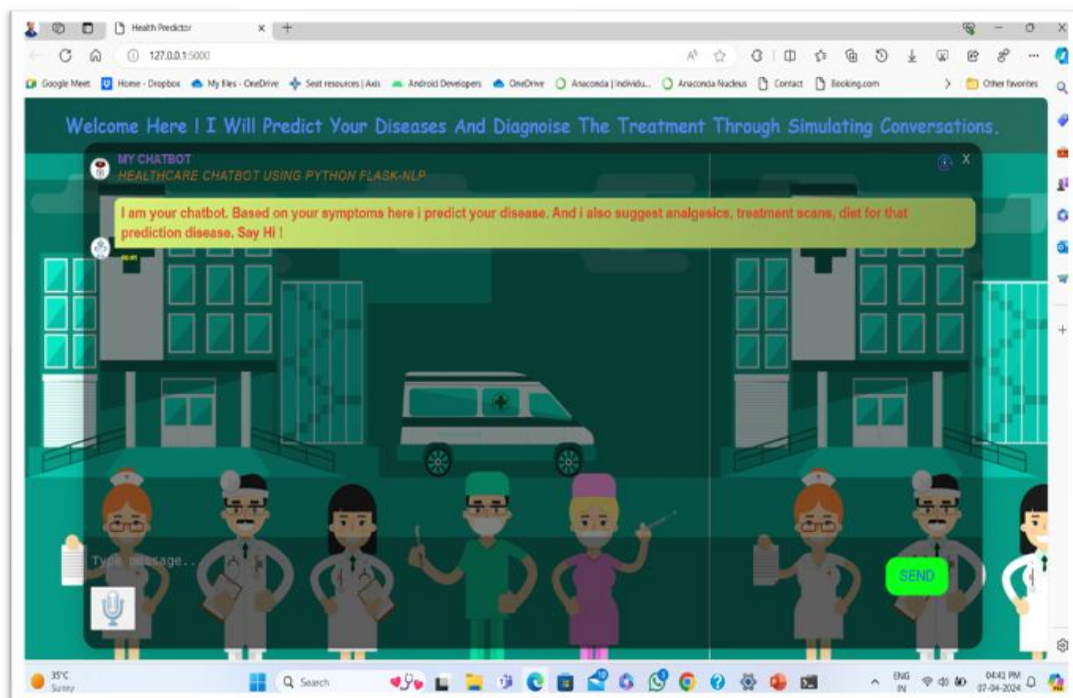 Health Predictor
127.0.0.1:5000
Google Meet Home - Dropbox My files - OneDrive Seat resources | Axis Android Developers OneDrive Anaconda | Individu... Anaconda Nucleus Contact Booking.com Other favorites
Welcome Here ! I Will Predict Your Diseases And Diagnoise The Treatment Through Simulating Conversations.
MY CHATBOT
X
HEALTHCARE CHATBOT USING PYTHON FLASK-NLP
I am your chatbot. Based on your symptoms here i predict your disease. And i also suggest analgesics, treatment scans, diet for that
prediction disease. Say Hi !
Type message...
SEND
35°C
Sunny
Search
ENG
IN
04:41 PM
07-04-2024